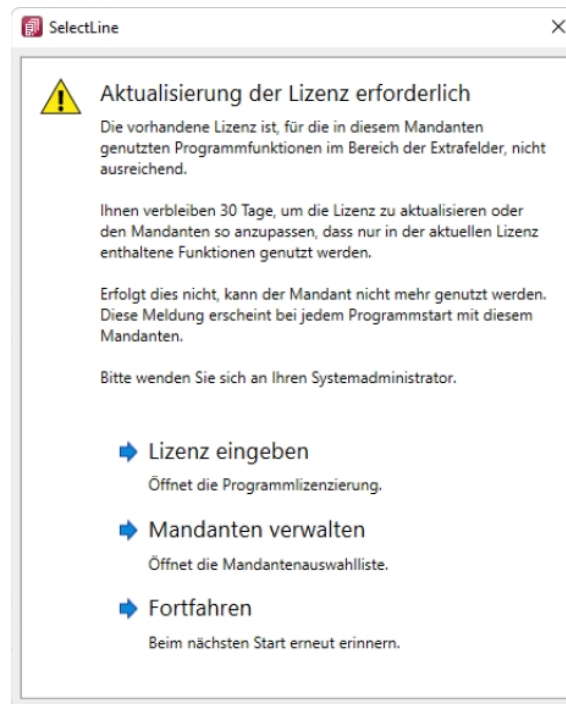 SelectLine
Aktualisierung der Lizenz erforderlich
Die vorhandene Lizenz ist, für die in diesem Mandanten
genutzten Programmfunktionen im Bereich der Extrafelder, nicht
ausreichend.
Ihnen verbleiben 30 Tage, um die Lizenz zu aktualisieren oder
den Mandanten so anzupassen, dass nur in der aktuellen Lizenz
enthaltene Funktionen genutzt werden.
Erfolgt dies nicht, kann der Mandant nicht mehr genutzt werden.
Diese Meldung erscheint bei jedem Programmstart mit diesem
Mandanten.
Bitte wenden Sie sich an Ihren Systemadministrator.
Lizenz eingeben
Öffnet die Programmlizenzierung.
Mandanten verwalten
Öffnet die Mandantenauswahlliste.
Fortfahren
Beim nächsten Start erneut erinnern.